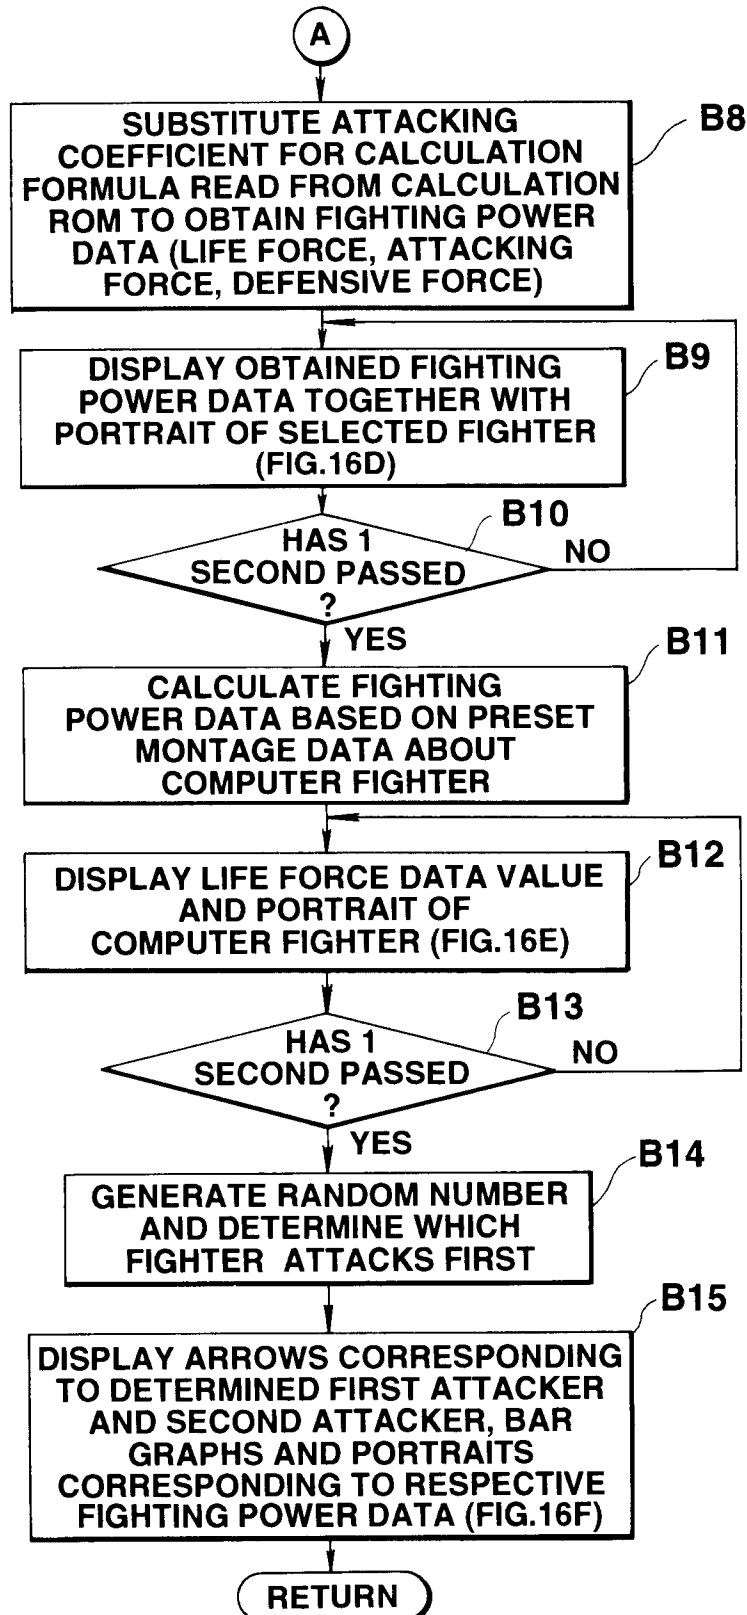 A
B8
SUBSTITUTE ATTACKING
COEFFICIENT FOR CALCULATION
FORMULA READ FROM CALCULATION
ROM TO OBTAIN FIGHTING POWER
DATA (LIFE FORCE, ATTACKING
FORCE, DEFENSIVE FORCE)
B9
DISPLAY OBTAINED FIGHTING
POWER DATA TOGETHER WITH
PORTRAIT OF SELECTED FIGHTER
(FIG.16D)
B10
HAS 1
SECOND PASSED
?
NO
YES
B11
CALCULATE FIGHTING
POWER DATA BASED ON PRESET
MONTAGE DATA ABOUT
COMPUTER FIGHTER
B12
DISPLAY LIFE FORCE DATA VALUE
AND PORTRAIT OF
COMPUTER FIGHTER (FIG.16E)
B13
HAS 1
SECOND PASSED
?
NO
YES
B14
GENERATE RANDOM NUMBER
AND DETERMINE WHICH
FIGHTER ATTACKS FIRST
B15
DISPLAY ARROWS CORRESPONDING
TO DETERMINED FIRST ATTACKER
AND SECOND ATTACKER, BAR
GRAPHS AND PORTRAITS
CORRESPONDING TO RESPECTIVE
FIGHTING POWER DATA (FIG.16F)
RETURN